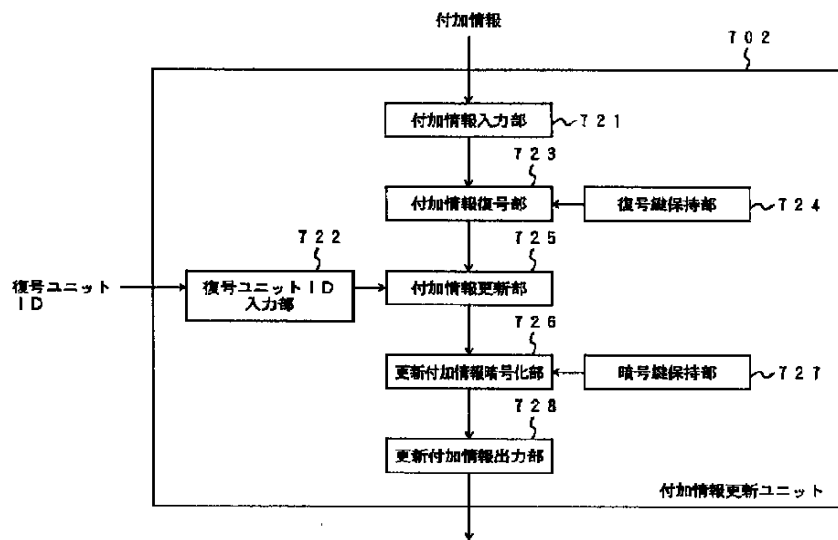 付加情報
702
付加情報入力部
721
723
付加情報復号部
復号鍵保持部
724
722
725
復号ユニット
ID
復号ユニットID
入力部
付加情報更新部
726
更新付加情報暗号化部
暗号鍵保持部
727
728
更新付加情報出力部
付加情報更新ユニット